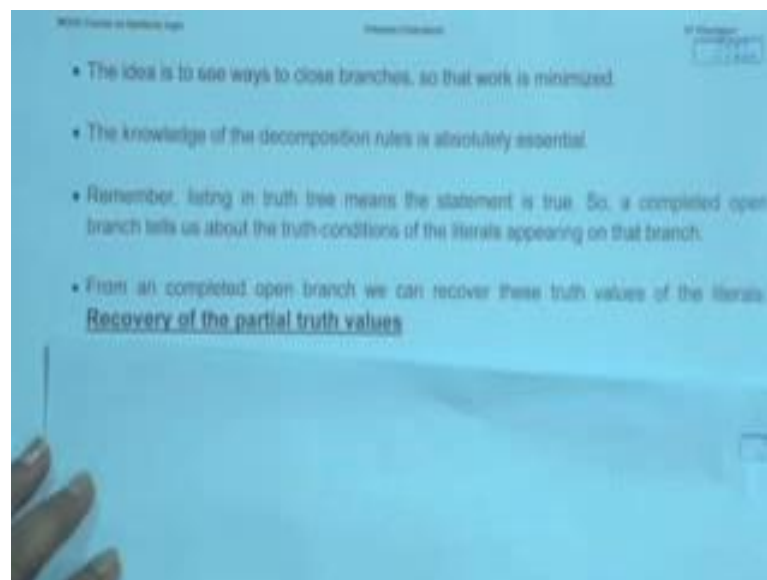 • The idea is to see ways to close branches, so that work is minimized.
• The knowledge of the decomposition rules is absolutely essential.
• Remember, listing in truth tree means the statement is true. So, a completed open
branch tells us about the truth-conditions of the literals appearing on that branch.
• From an completed open branch we can recover these truth values of the literals.
Recovery of the partial truth values